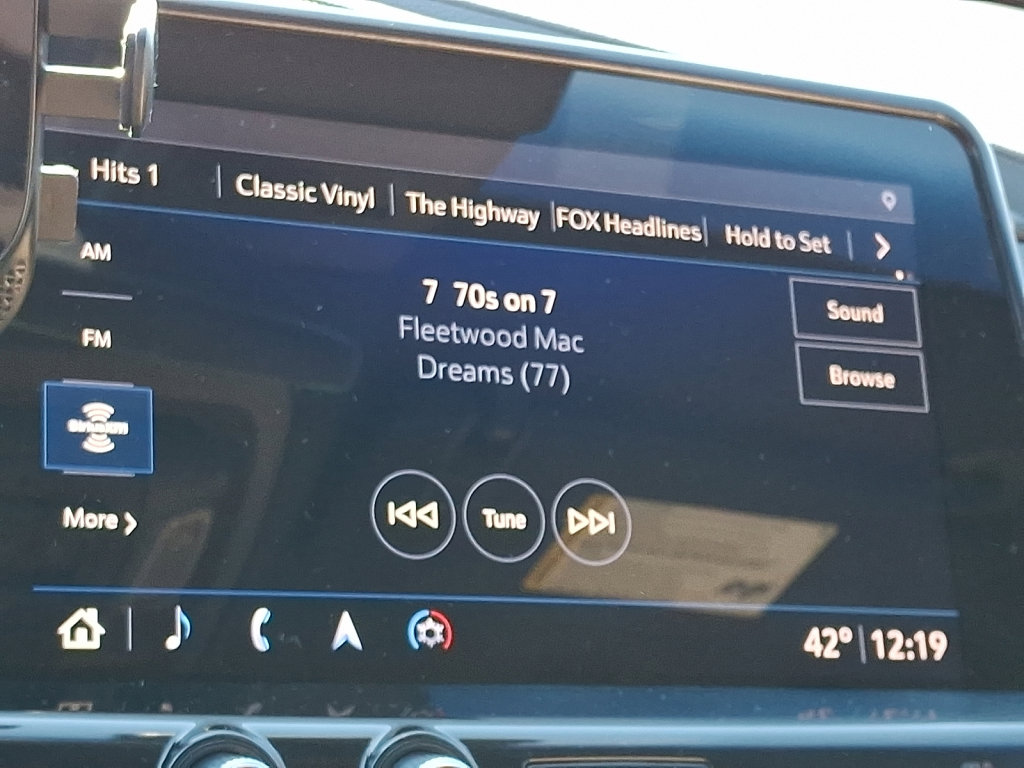 Hits 1 | Classic Vinyl | The Highway | FOX Headlines | Hold to Set |
AM
FM
SiriusXM
More
7 70s on 7
Fleetwood Mac
Dreams (77)
Sound
Browse
Tune
42° | 12:19